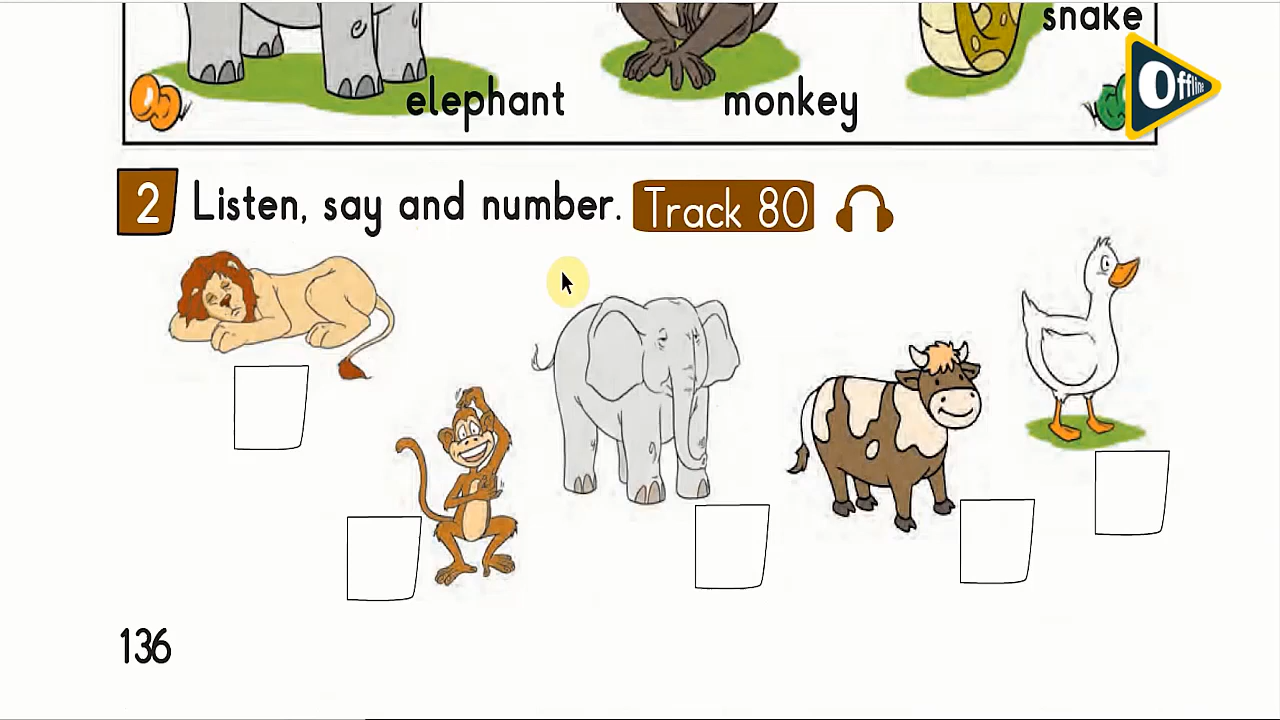 snake
Offline
elephant
monkey
2 Listen, say and number. Track 80
136